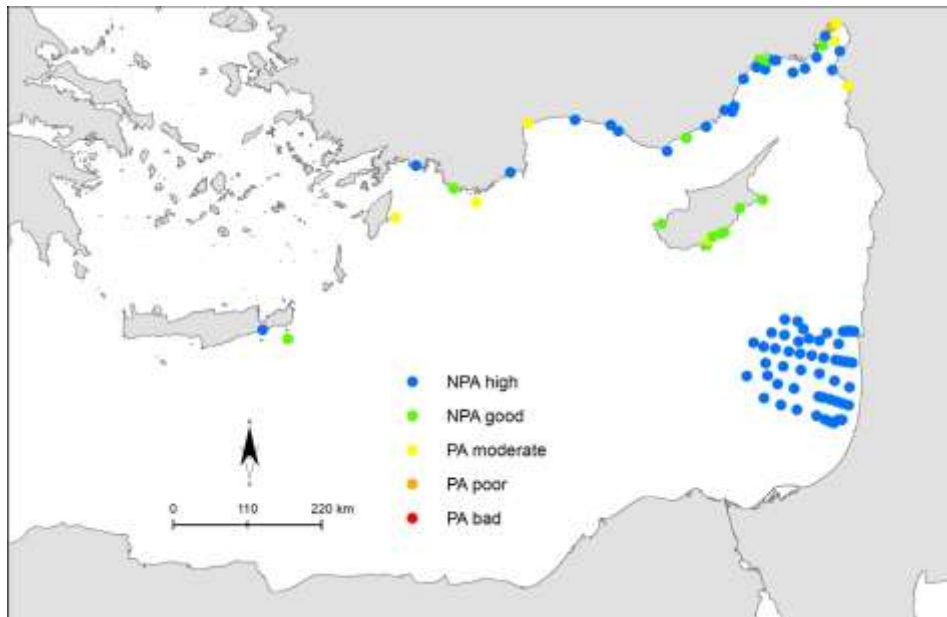 NPA high
NPA good
PA moderate
PA poor
PA bad
0 110 220 km